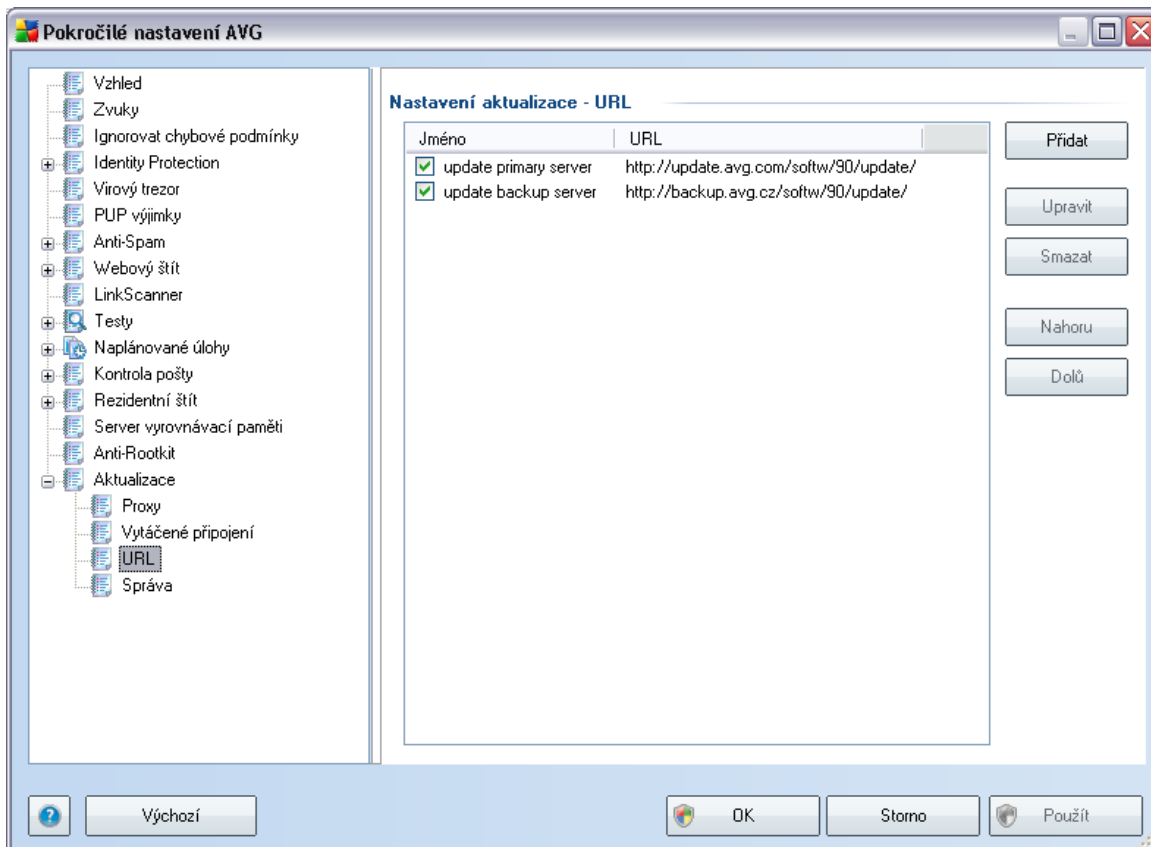 Pokročilé nastavení AVG
Vzhled
Zvuky
Ignorovat chybové podmínky
Identity Protection
Virový trezor
PUP výjimky
Anti-Spam
Webový štít
LinkScanner
Testy
Naplánované úlohy
Kontrola pošty
Rezidentní štít
Server vyrovnávací paměti
Anti-Rootkit
Aktualizace
Proxy
Vytáčené připojení
URL
Správa
Nastavení aktualizace - URL
Jméno URL
update primary server http://update.avg.com/softw/90/update/
update backup server http://backup.avg.cz/softw/90/update/
Přidat
Upravit
Smazat
Nahoru
Dolů
Výchozí
OK
Storno
Použít